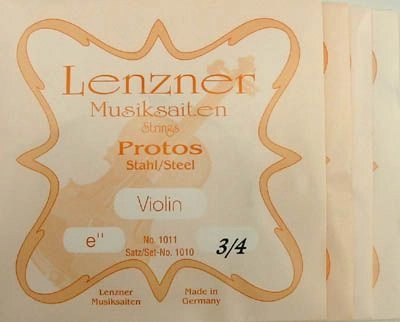 Lenzner
Musiksaiten
Strings
Protos
Stahl/Steel
Violin
e"
No. 1011
Satz/Set-No. 1010
3/4
Lenzner
Musiksaiten
Made in
Germany